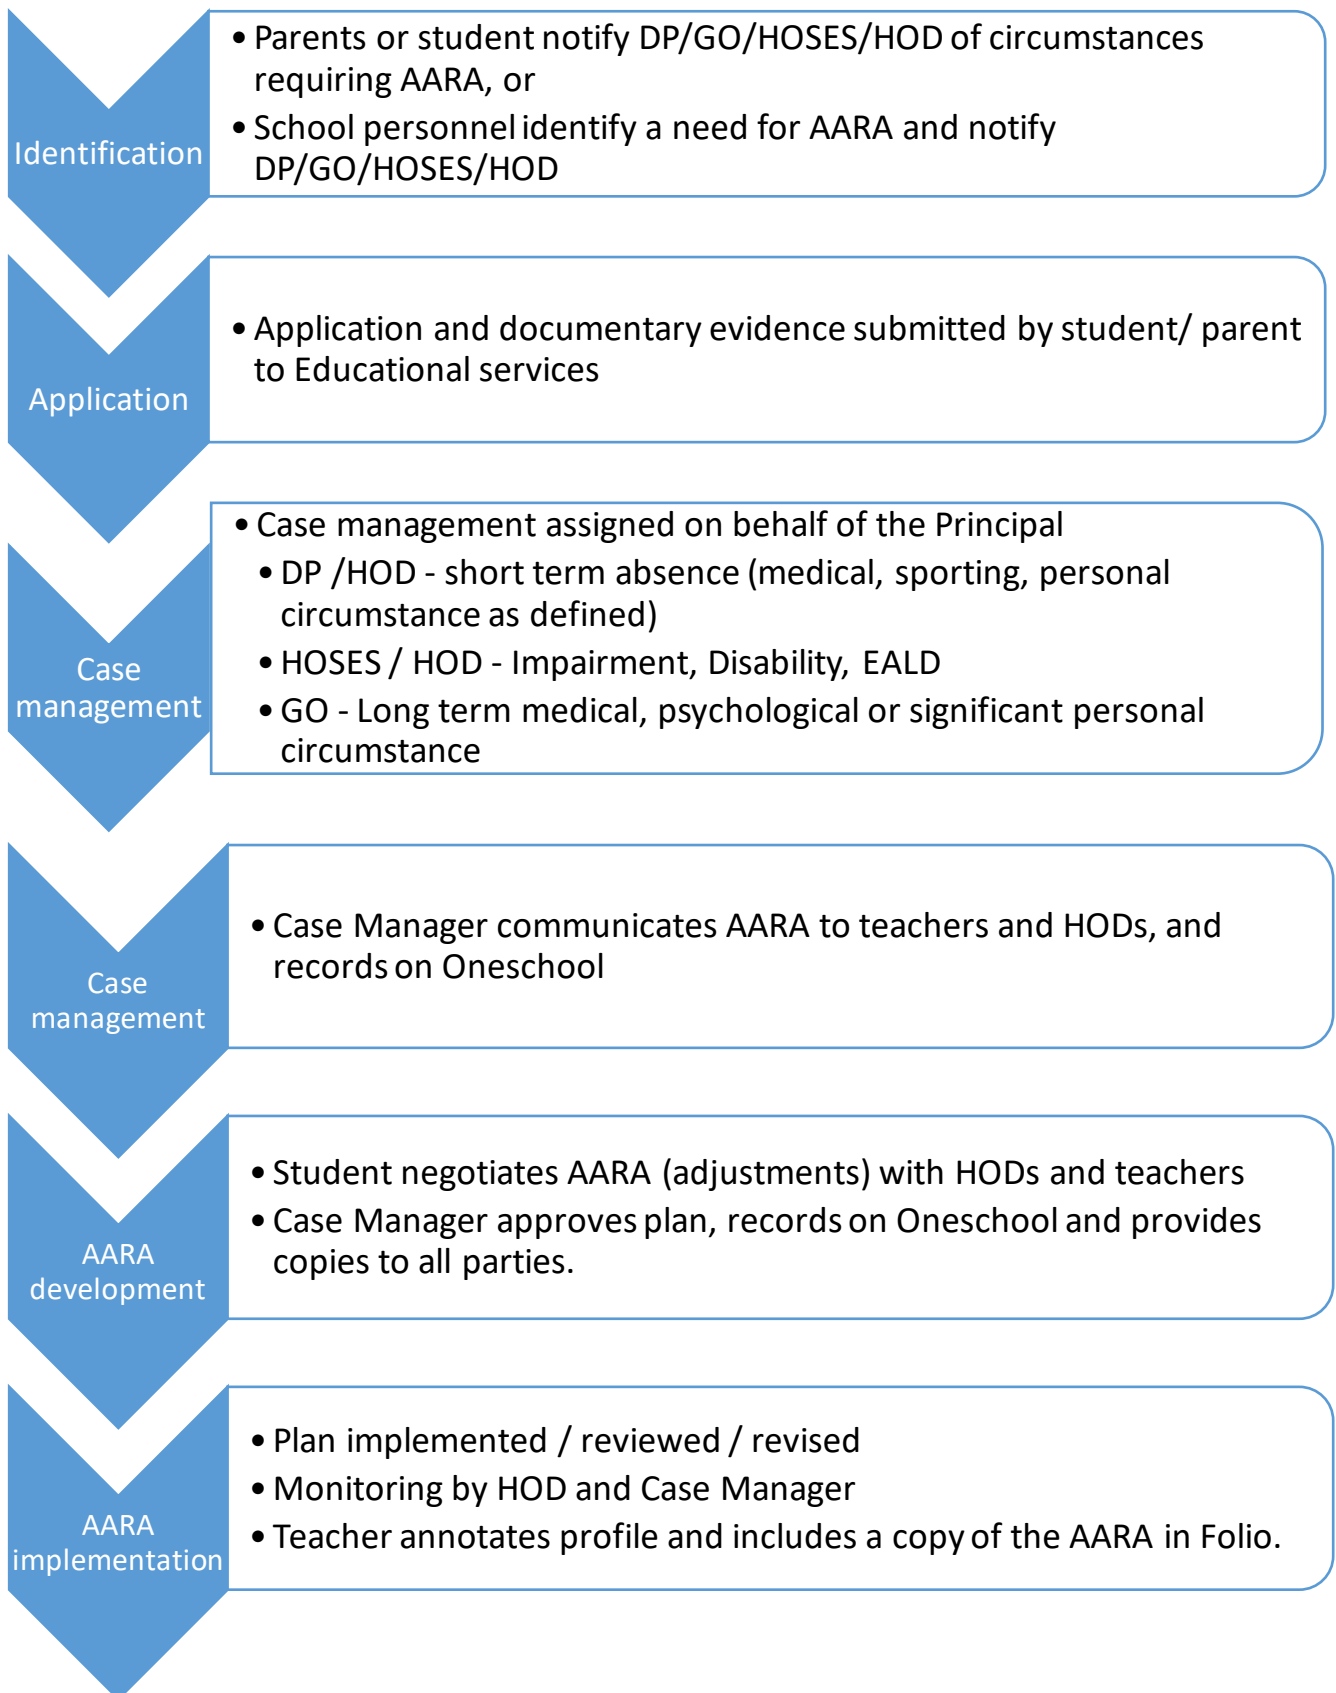 Identification
• Parents or student notify DP/GO/HOSES/HOD of circumstances
requiring AARA, or
• School personnel identify a need for AARA and notify
DP/GO/HOSES/HOD
Application
• Application and documentary evidence submitted by student/ parent
to Educational services
Case
management
• Case management assigned on behalf of the Principal
• DP /HOD - short term absence (medical, sporting, personal
circumstance as defined)
• HOSES / HOD - Impairment, Disability, EALD
• GO - Long term medical, psychological or significant personal
circumstance
Case
management
• Case Manager communicates AARA to teachers and HODs, and
records on Oneschool
AARA
development
• Student negotiates AARA (adjustments) with HODs and teachers
• Case Manager approves plan, records on Oneschool and provides
copies to all parties.
AARA
implementation
• Plan implemented / reviewed / revised
• Monitoring by HOD and Case Manager
• Teacher annotates profile and includes a copy of the AARA in Folio.